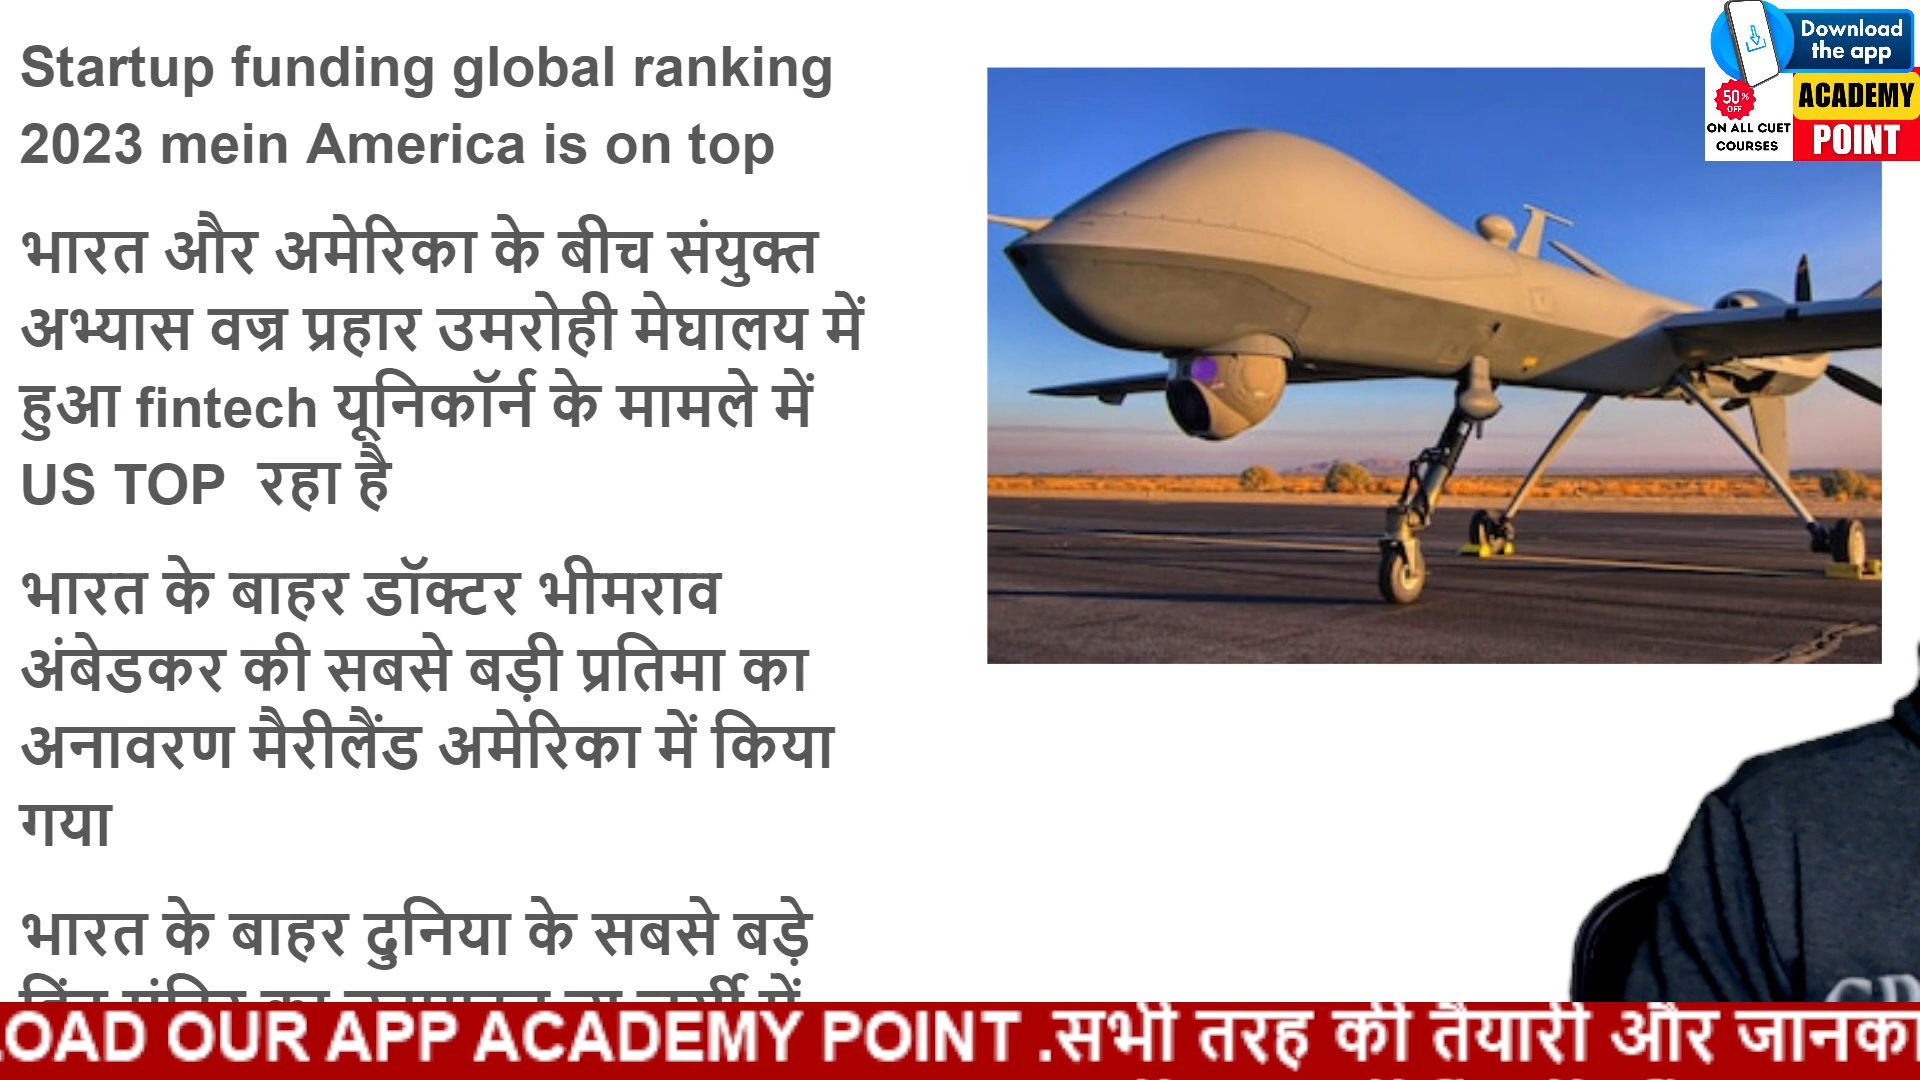 Startup funding global ranking
2023 mein America is on top
भारत और अमेरिका के बीच संयुक्त
अभ्यास वज्र प्रहार उमरोही मेघालय में
हुआ fintech यूनिकॉर्न के मामले में
US TOP रहा है
भारत के बाहर डॉक्टर भीमराव
अंबेडकर की सबसे बड़ी प्रतिमा का
अनावरण मैरीलैंड अमेरिका में किया
गया
भारत के बाहर दुनिया के सबसे बड़े
Download
the app
50%
OFF
ON ALL CUET
COURSES
ACADEMY
POINT
LOAD OUR APP ACADEMY POINT .सभी तरह की तैयारी और जानका